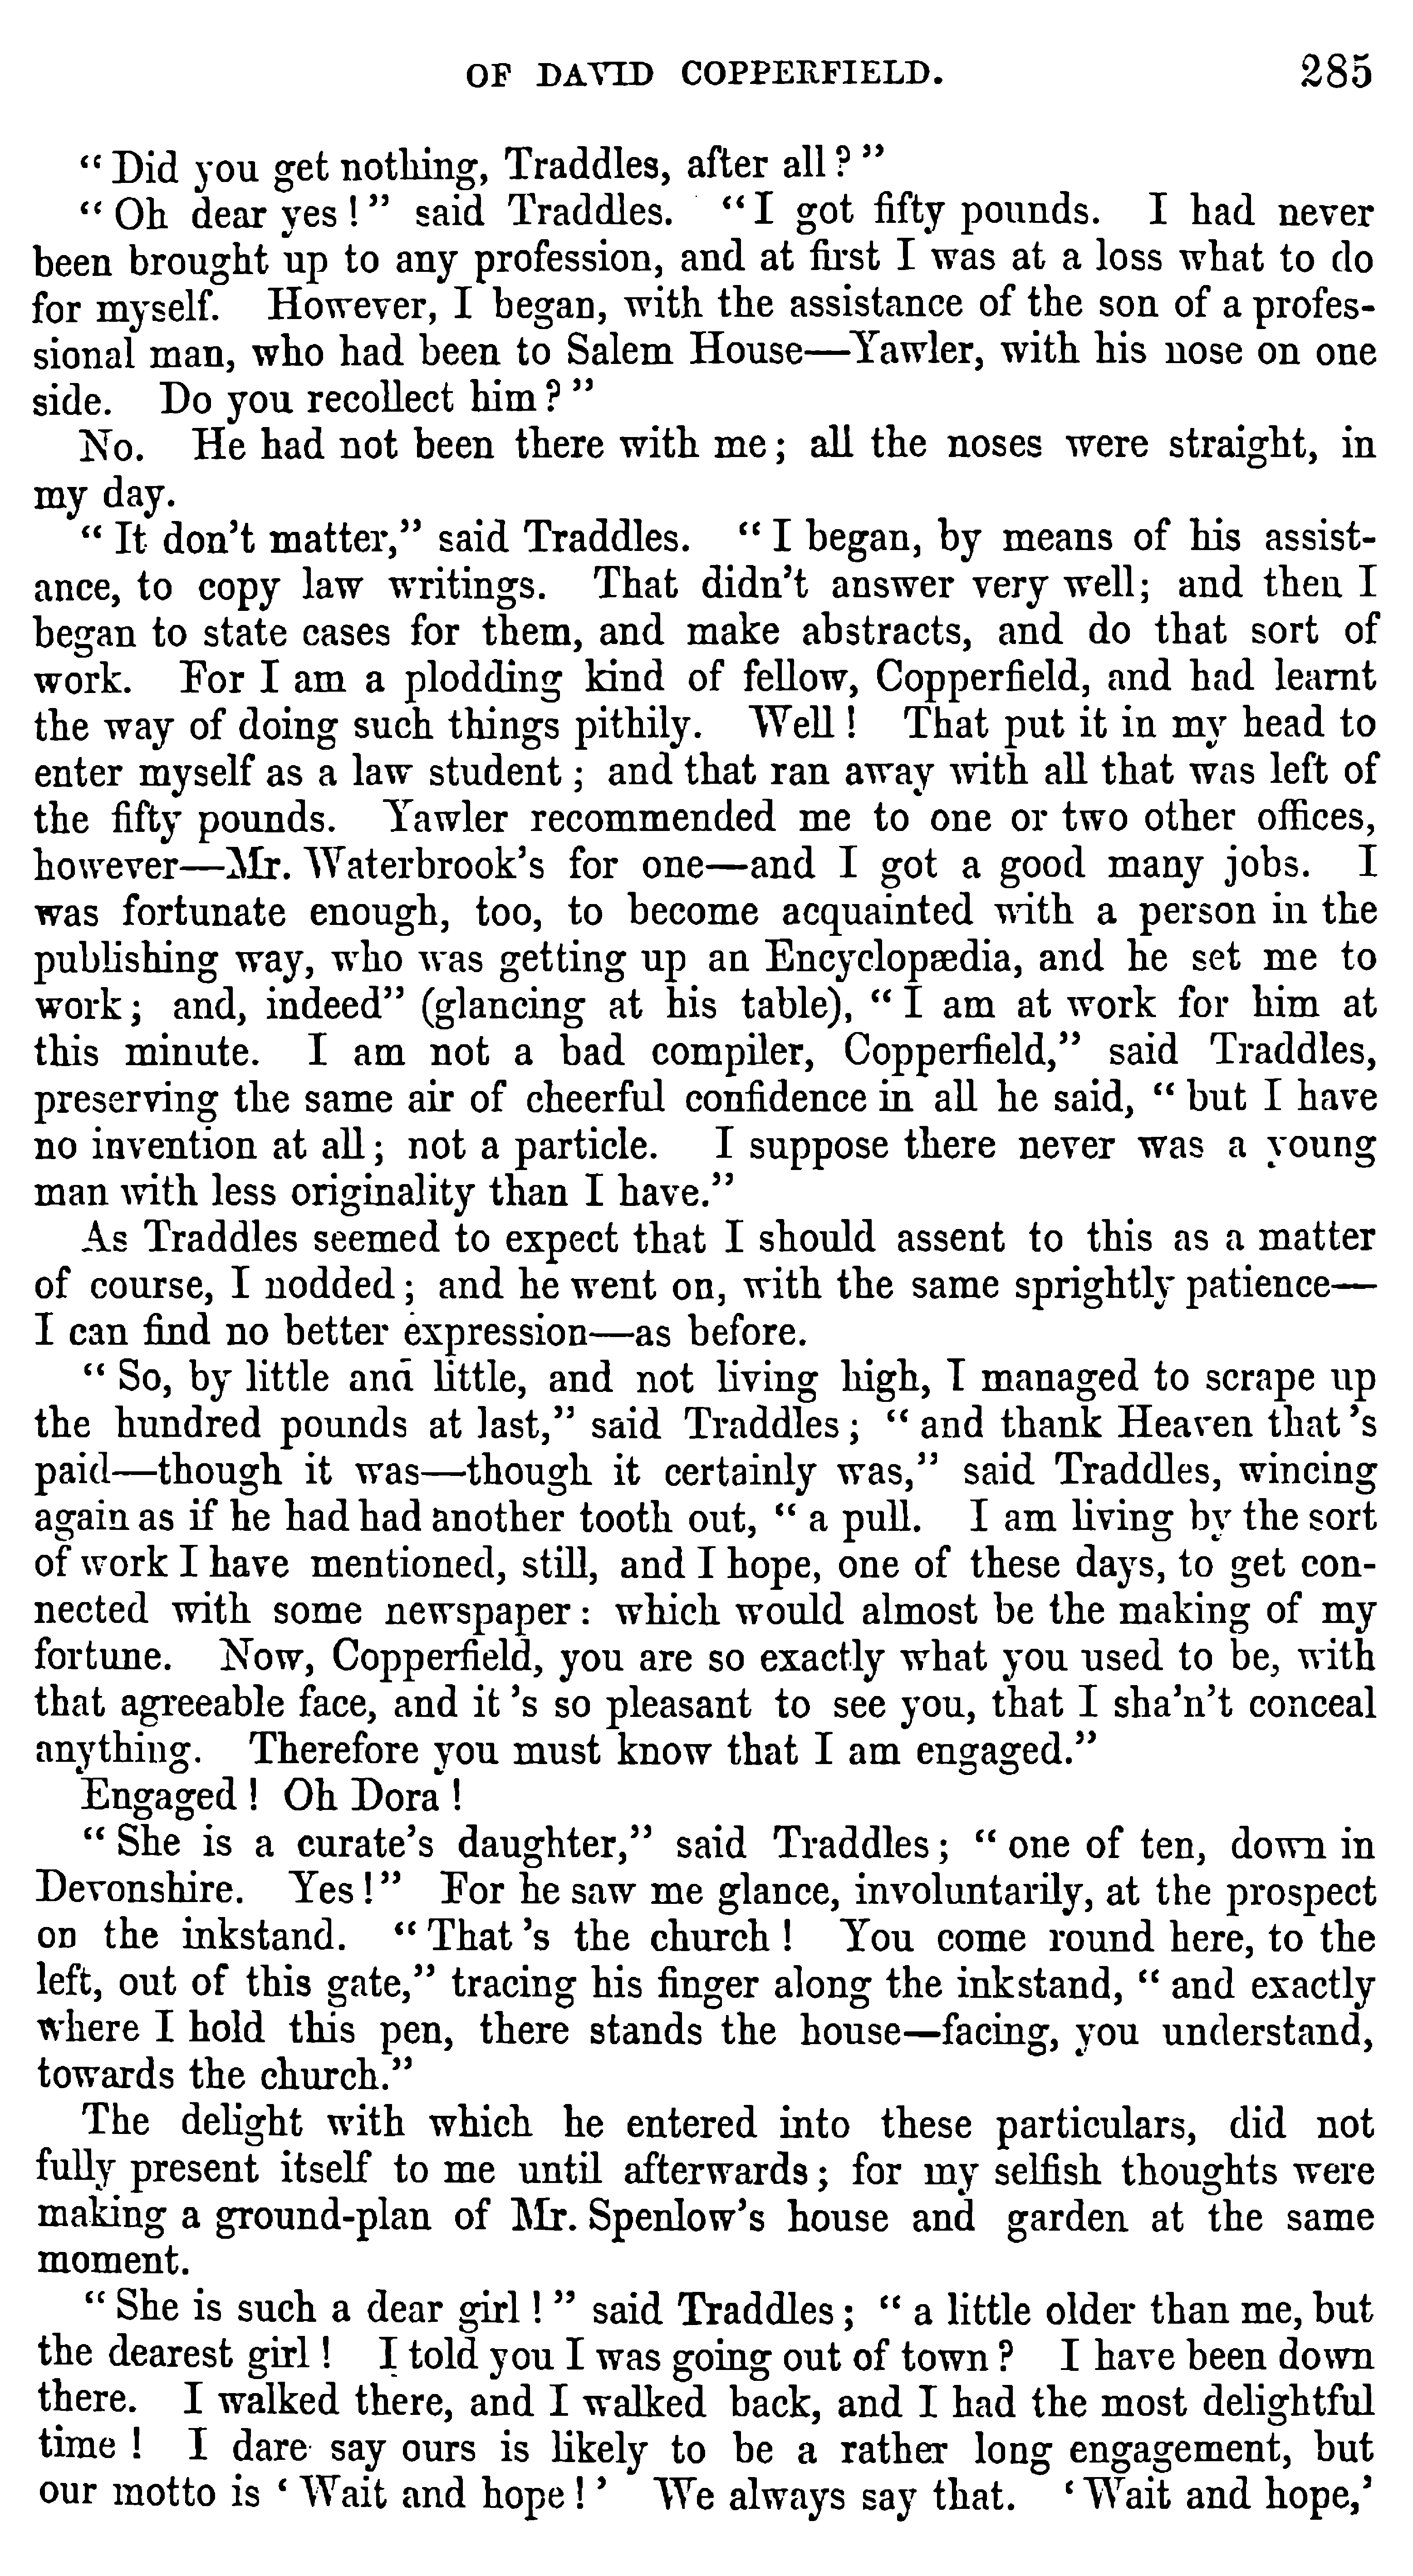 OF DAVID COPPERFIELD. 285
“Did you get nothing, Traddles, after all?”
“Oh dear yes!” said Traddles. “I got fifty pounds. I had never
been brought up to any profession, and at first I was at a loss what to do
for myself. However, I began, with the assistance of the son of a profes-
sional man, who had been to Salem House—Yawler, with his nose on one
side. Do you recollect him?”
No. He had not been there with me; all the noses were straight, in
my day.
“It don’t matter,” said Traddles. “I began, by means of his assist-
ance, to copy law writings. That didn’t answer very well; and then I
began to state cases for them, and make abstracts, and do that sort of
work. For I am a plodding kind of fellow, Copperfield, and had learnt
the way of doing such things pithily. Well! That put it in my head to
enter myself as a law student; and that ran away with all that was left of
the fifty pounds. Yawler recommended me to one or two other offices,
however—Mr. Waterbrook’s for one—and I got a good many jobs. I
was fortunate enough, too, to become acquainted with a person in the
publishing way, who was getting up an Encyclopædia, and he set me to
work; and, indeed” (glancing at his table), “I am at work for him at
this minute. I am not a bad compiler, Copperfield,” said Traddles,
preserving the same air of cheerful confidence in all he said, “but I have
no invention at all; not a particle. I suppose there never was a young
man with less originality than I have.”
As Traddles seemed to expect that I should assent to this as a matter
of course, I nodded; and he went on, with the same sprightly patience—
I can find no better expression—as before.
“So, by little and little, and not living high, I managed to scrape up
the hundred pounds at last,” said Traddles; “and thank Heaven that’s
paid—though it was—though it certainly was,” said Traddles, wincing
again as if he had had another tooth out, “a pull. I am living by the sort
of work I have mentioned, still, and I hope, one of these days, to get con-
nected with some newspaper: which would almost be the making of my
fortune. Now, Copperfield, you are so exactly what you used to be, with
that agreeable face, and it’s so pleasant to see you, that I sha’n’t conceal
anything. Therefore you must know that I am engaged.”
Engaged! Oh Dora!
“She is a curate’s daughter,” said Traddles; “one of ten, down in
Devonshire. Yes!” For he saw me glance, involuntarily, at the prospect
on the inkstand. “That’s the church! You come round here, to the
left, out of this gate,” tracing his finger along the inkstand, “and exactly
where I hold this pen, there stands the house—facing, you understand,
towards the church.”
The delight with which he entered into these particulars, did not
fully present itself to me until afterwards; for my selfish thoughts were
making a ground-plan of Mr. Spenlow’s house and garden at the same
moment.
“She is such a dear girl!” said Traddles; “a little older than me, but
the dearest girl! I told you I was going out of town? I have been down
there. I walked there, and I walked back, and I had the most delightful
time! I dare say ours is likely to be a rather long engagement, but
our motto is ‘Wait and hope!’ We always say that. ‘Wait and hope,’